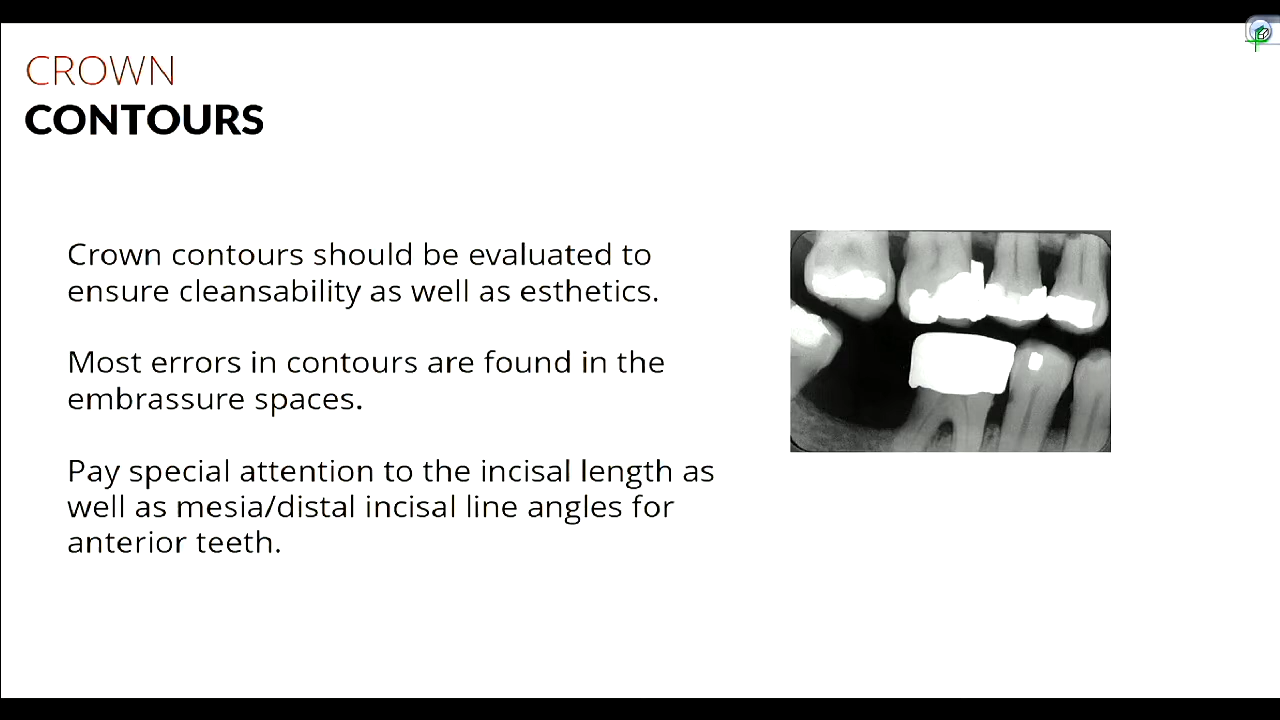 CROWN
CONTOURS
Crown contours should be evaluated to
ensure cleansability as well as esthetics.
Most errors in contours are found in the
embrassure spaces.
Pay special attention to the incisal length as
well as mesia/distal incisal line angles for
anterior teeth.